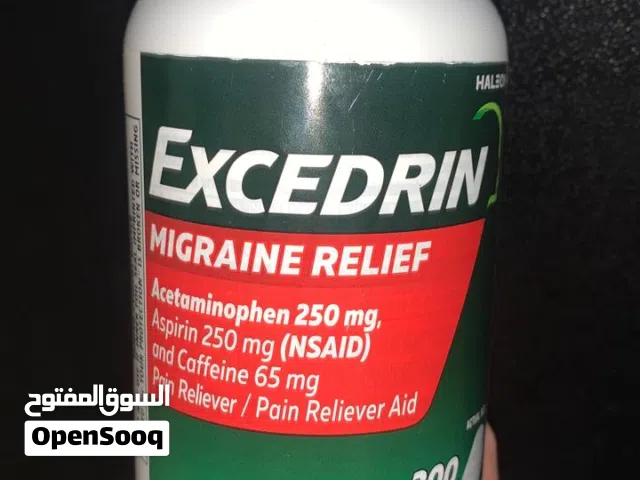 HALEON
EXCEDRIN
MIGRAINE RELIEF
Acetaminophen 250 mg,
Aspirin 250 mg (NSAID)
and Caffeine 65 mg
Pain Reliever / Pain Reliever Aid
السوق المفتوح
OpenSooq